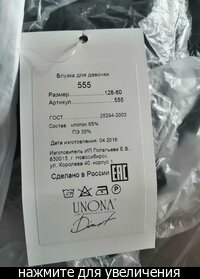 Блузка для девочки
555
Размер 128-60
Артикул 555
ГОСТ 25294-2003
Состав хлопок 65%
ПЭ 35%
Дата изготовления: 04.2016
Изготовитель ИП Потапьева Е.В.,
630015, г. Новосибирск,
ул. Королева 40, корпус
Сделано в России
EAC
UNONA
нажмите для увеличения